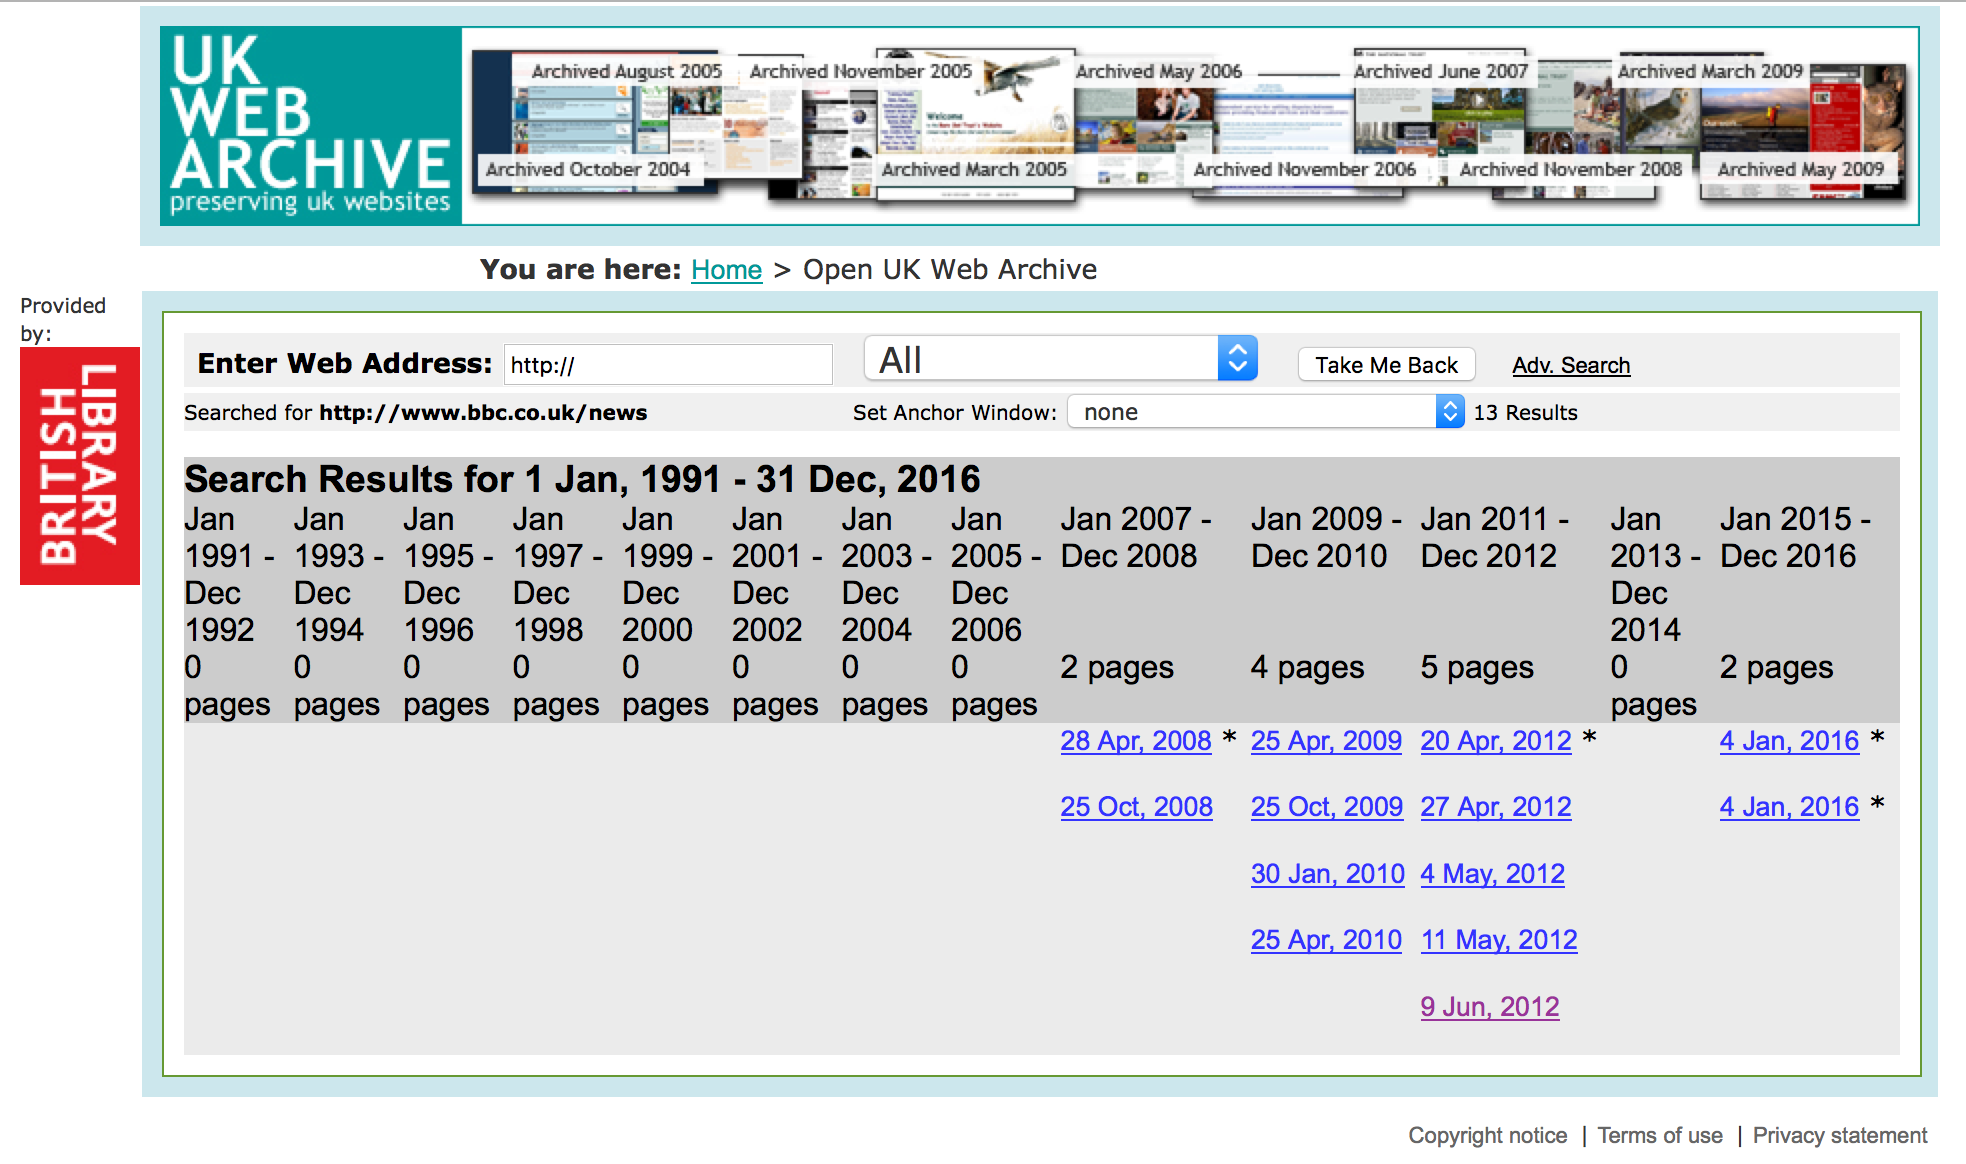 UK
WEB
ARCHIVE
preserving uk websites
Archived August 2005
Archived November 2005
Archived May 2006
Archived June 2007
Archived March 2009
Archived October 2004
Archived March 2005
Archived November 2006
Archived November 2008
Archived May 2009
Welcome
You are here: Home > Open UK Web Archive
Provided
by:
BRITISH
LIBRARY
Enter Web Address: http:// All Take Me Back Adv. Search
Searched for http://www.bbc.co.uk/news Set Anchor Window: none 13 Results
Search Results for 1 Jan, 1991 - 31 Dec, 2016
Jan Jan Jan Jan Jan Jan Jan Jan Jan 2007 - Jan 2009 - Jan 2011 - Jan Jan 2015 -
1991 - 1993 - 1995 - 1997 - 1999 - 2001 - 2003 - 2005 - Dec 2008 Dec 2010 Dec 2012 2013 - Dec 2016
Dec Dec Dec Dec Dec Dec Dec Dec Dec
1992 1994 1996 1998 2000 2002 2004 2006 2014
0 0 0 0 0 0 0 0 2 pages 4 pages 5 pages 0 2 pages
pages pages pages pages pages pages pages pages pages
28 Apr, 2008 * 25 Apr, 2009 20 Apr, 2012 * 4 Jan, 2016 *
25 Oct, 2008 25 Oct, 2009 27 Apr, 2012 4 Jan, 2016 *
30 Jan, 2010 4 May, 2012
25 Apr, 2010 11 May, 2012
9 Jun, 2012
Copyright notice | Terms of use | Privacy statement